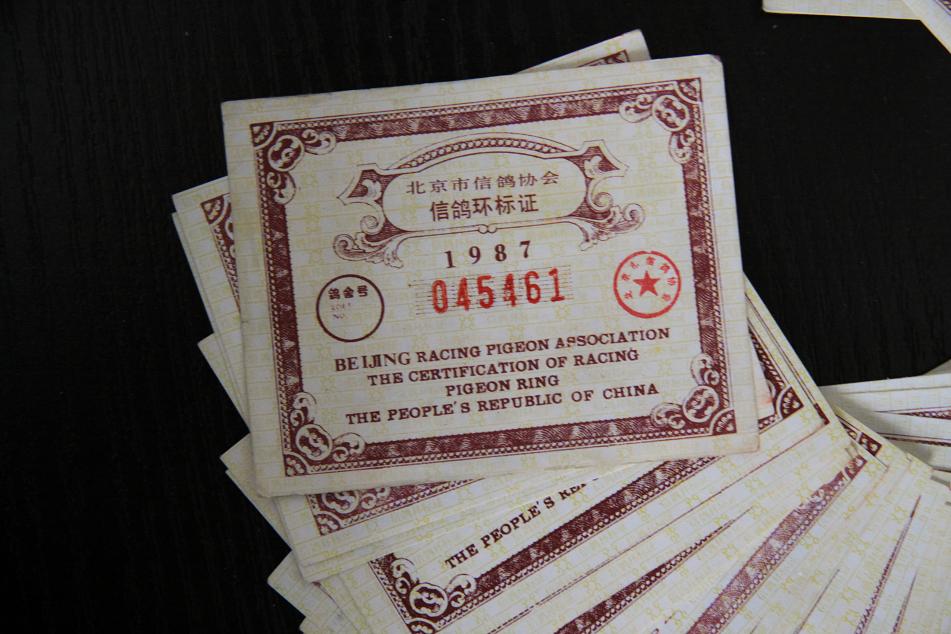 北京市信鸽协会
信鸽环标证
1987
045461
鸽舍号
BEIJING RACING PIGEON ASSOCIATION
THE CERTIFICATION OF RACING
PIGEON RING
THE PEOPLE'S REPUBLIC OF CHINA
THE PEOPLE'S